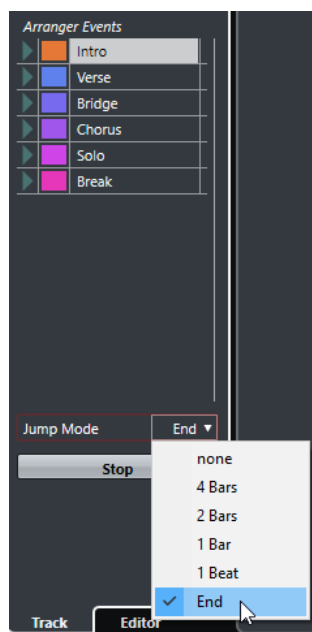 Arranger Events
Intro
Verse
Bridge
Chorus
Solo
Break
Jump Mode End
Stop
none
4 Bars
2 Bars
1 Bar
1 Beat
End
Track Editor